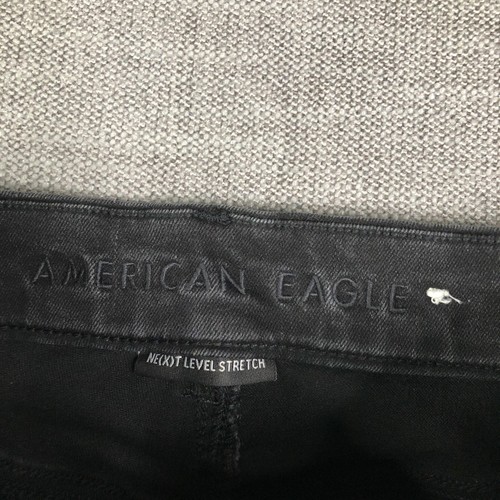 AMERICAN EAGLE
NE(X)T LEVEL STRETCH